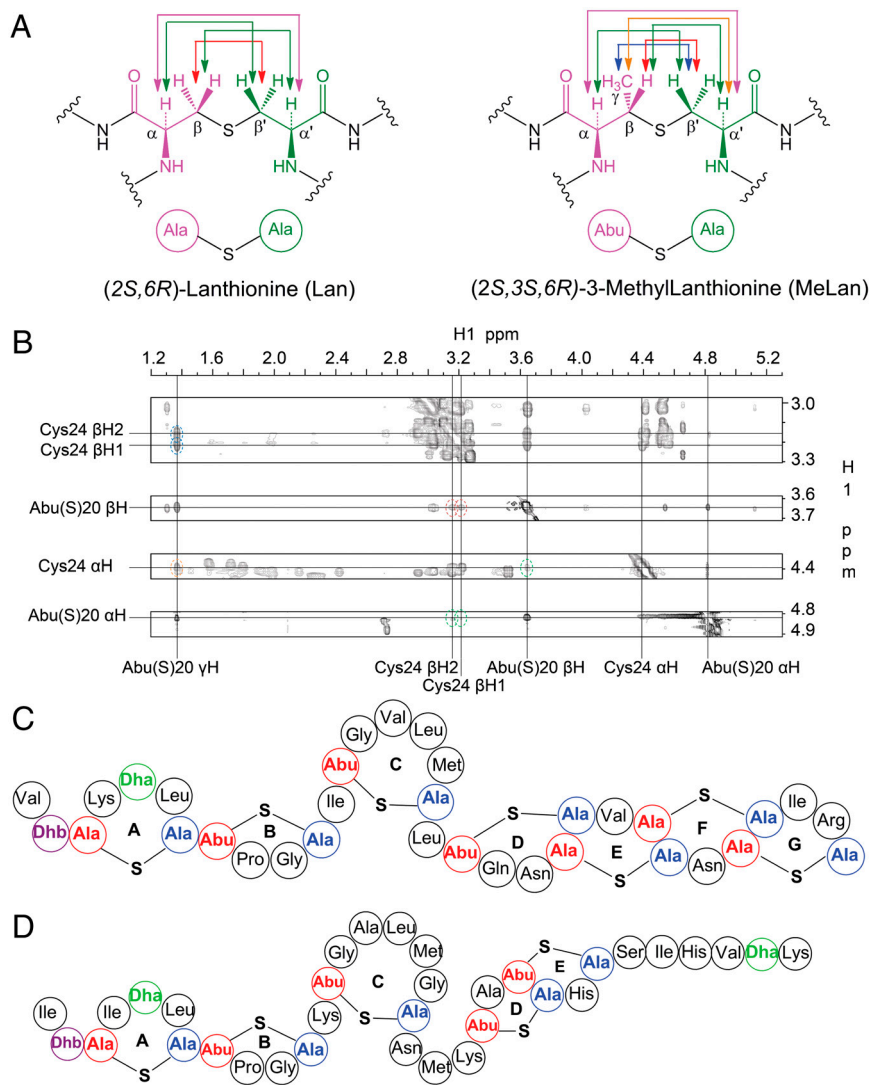 A
O H H H H H H O
N H α β S β' α' N H
NH HN
Ala S Ala
(2S,6R)-Lanthionine (Lan)
O H3C H H H H H O
γ
N H α β S β' α' N H
NH HN
Abu S Ala
(2S,3S,6R)-3-MethylLanthionine (MeLan)
B
H1 ppm
1.2 1.6 2.0 2.4 2.8 3.2 3.6 4.0 4.4 4.8 5.2
Cys24 βH2
Cys24 βH1
3.0
3.3
Abu(S)20 βH
3.6
3.7
Cys24 αH
4.4
Abu(S)20 αH
4.8
4.9
H1 ppm
Abu(S)20 γH
Cys24 βH2
Cys24 βH1
Abu(S)20 βH
Cys24 αH
Abu(S)20 αH
C
Val Dhb Ala Lys Dha Leu Ala
A S
Abu Pro Gly Ala
B S
Ile
Abu Gly Val Leu Met Ala
C S
Leu
Abu Gln Asn Ala Ala Val Ala Ala Asn Ala Ala Ile Arg Ala
D S E S F S G S
D
Ile Dhb Ala Ile Dha Leu Ala
A S
Abu Pro Gly Ala
B S
Lys
Abu Gly Ala Leu Met Gly Ala
C S
Asn Met Lys
Abu Ala Abu Ala His Ala
D S E S
Ser Ile His Val Dha Lys